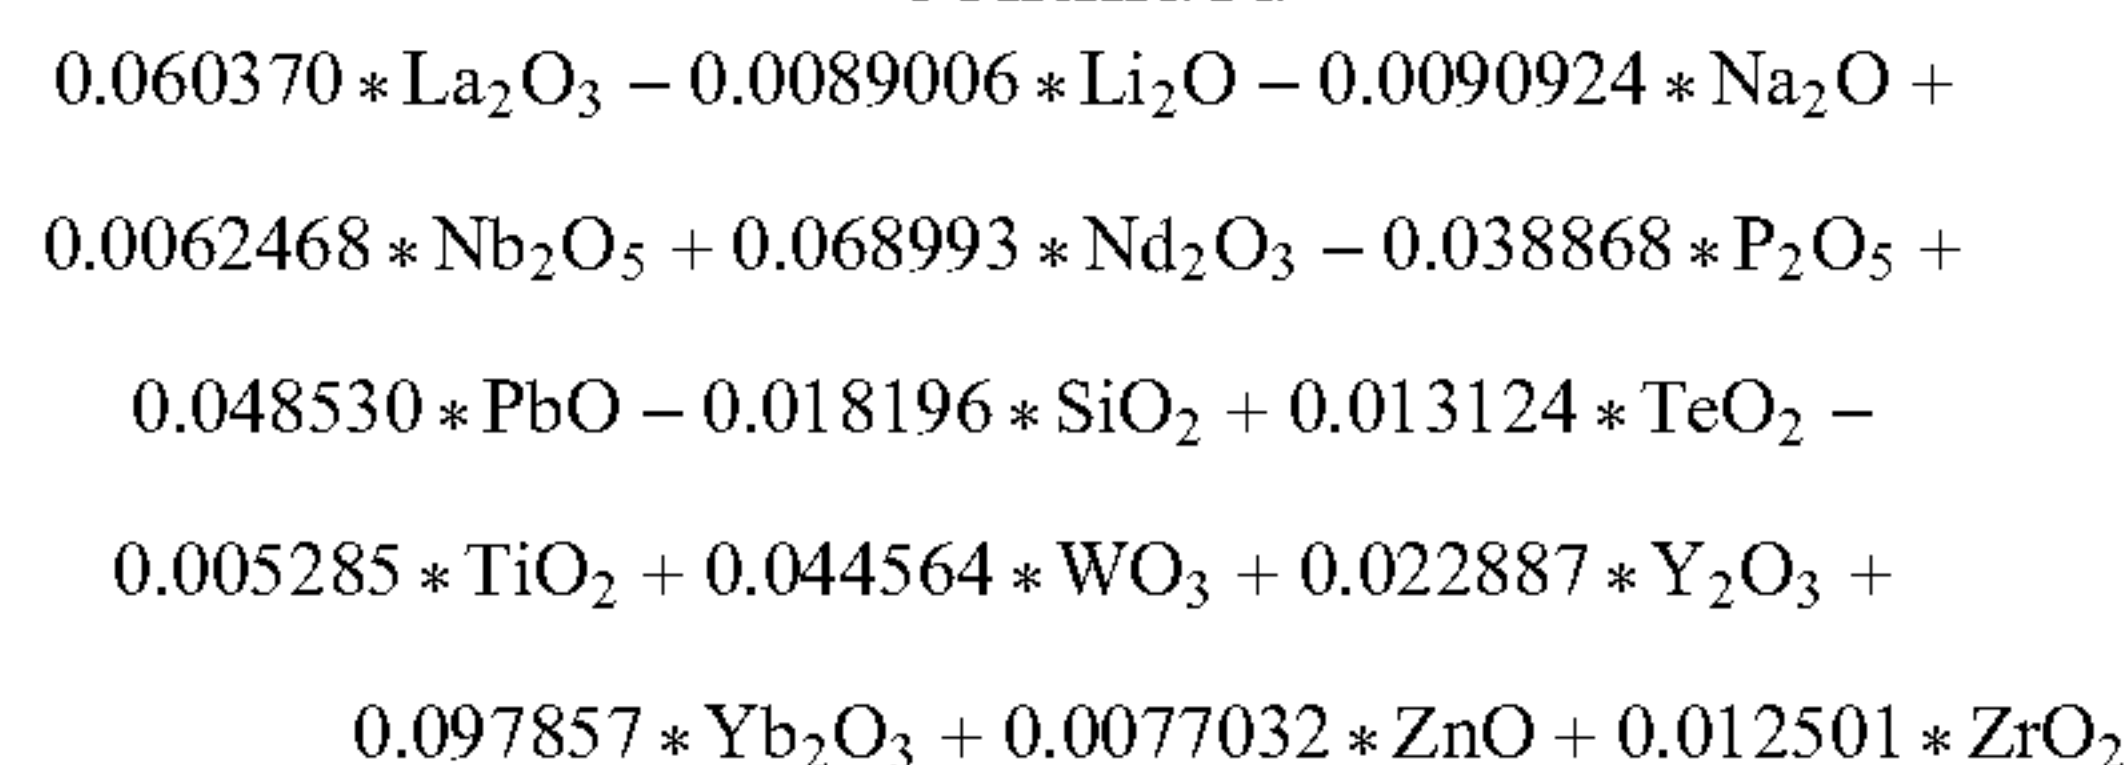 0.060370 * La₂O₃ − 0.0089006 * Li₂O − 0.0090924 * Na₂O +
0.0062468 * Nb₂O₅ + 0.068993 * Nd₂O₃ − 0.038868 * P₂O₅ +
0.048530 * PbO − 0.018196 * SiO₂ + 0.013124 * TeO₂ −
0.005285 * TiO₂ + 0.044564 * WO₃ + 0.022887 * Y₂O₃ +
0.097857 * Yb₂O₃ + 0.0077032 * ZnO + 0.012501 * ZrO₂